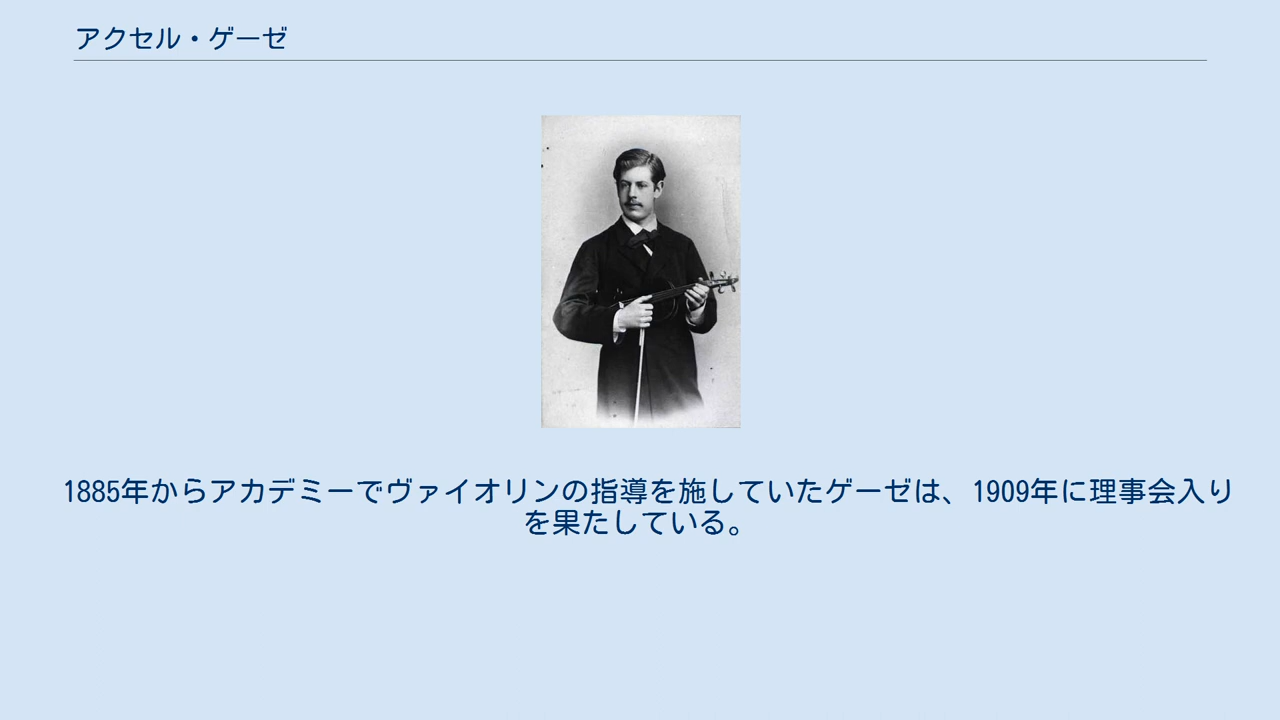 アクセル・ゲーゼ
1885年からアカデミーでヴァイオリンの指導を施していたゲーゼは、1909年に理事会入り
を果たしている。